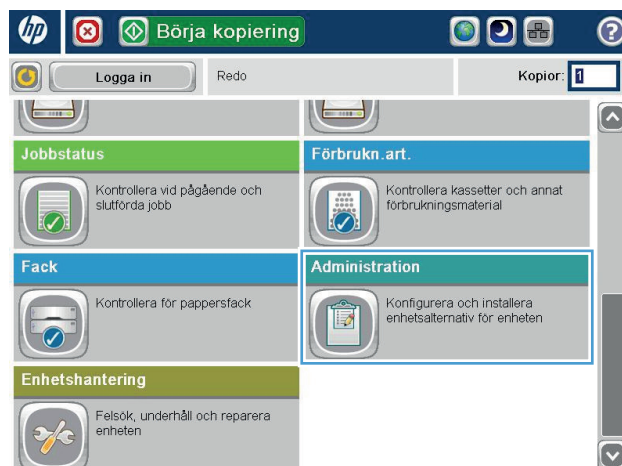 hp
Börja kopiering
?
Logga in
Redo
Kopior: 1
Jobbstatus
Kontrollera vid pågående och
slutförda jobb
Förbrukn.art.
Kontrollera kassetter och annat
förbrukningsmaterial
Fack
Kontrollera för pappersfack
Administration
Konfigurera och installera
enhetsalternativ för enheten
Enhetshantering
Felsök, underhåll och reparera
enheten